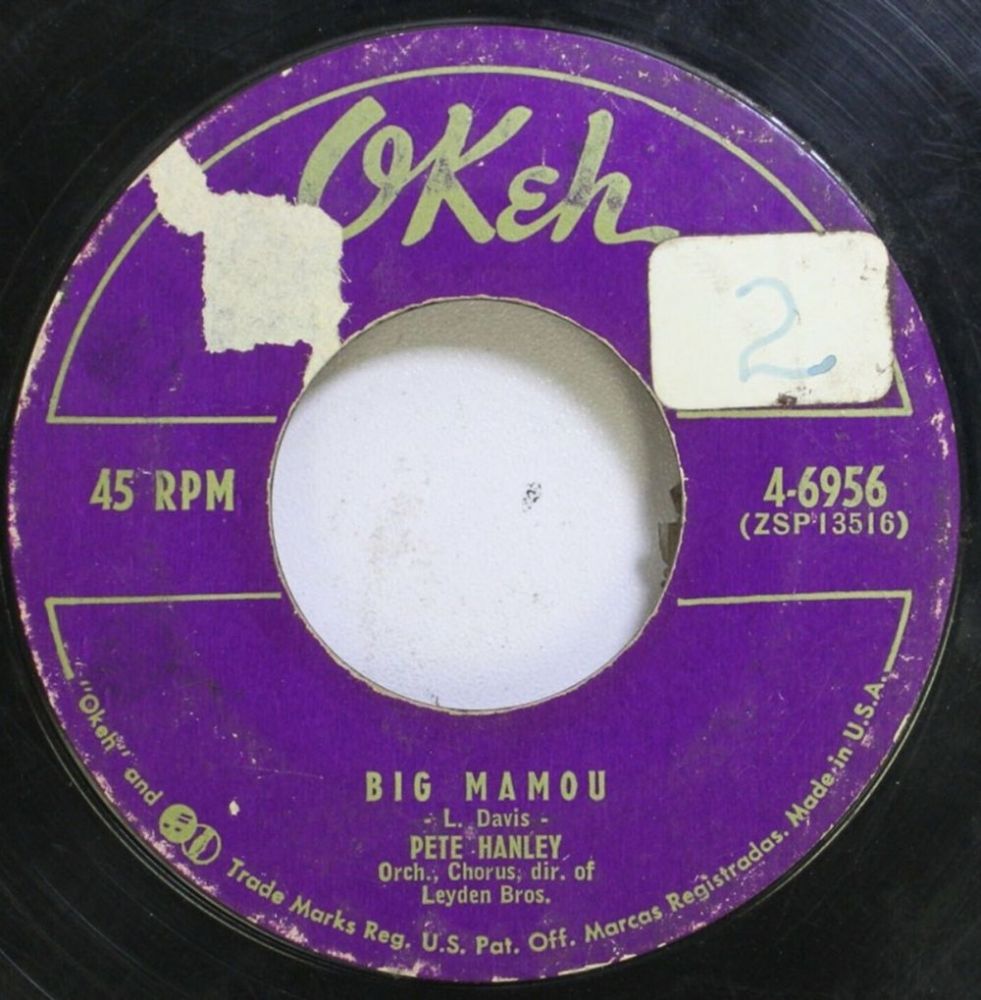 OKeh
2
45 RPM
4-6956
(ZSP 13516)
BIG MAMOU
- L. Davis -
PETE HANLEY
Orch., Chorus, dir. of
Leyden Bros.
"Okeh" and Trade Marks Reg. U.S. Pat. Off. Marcas Registradas. Made in U.S.A.